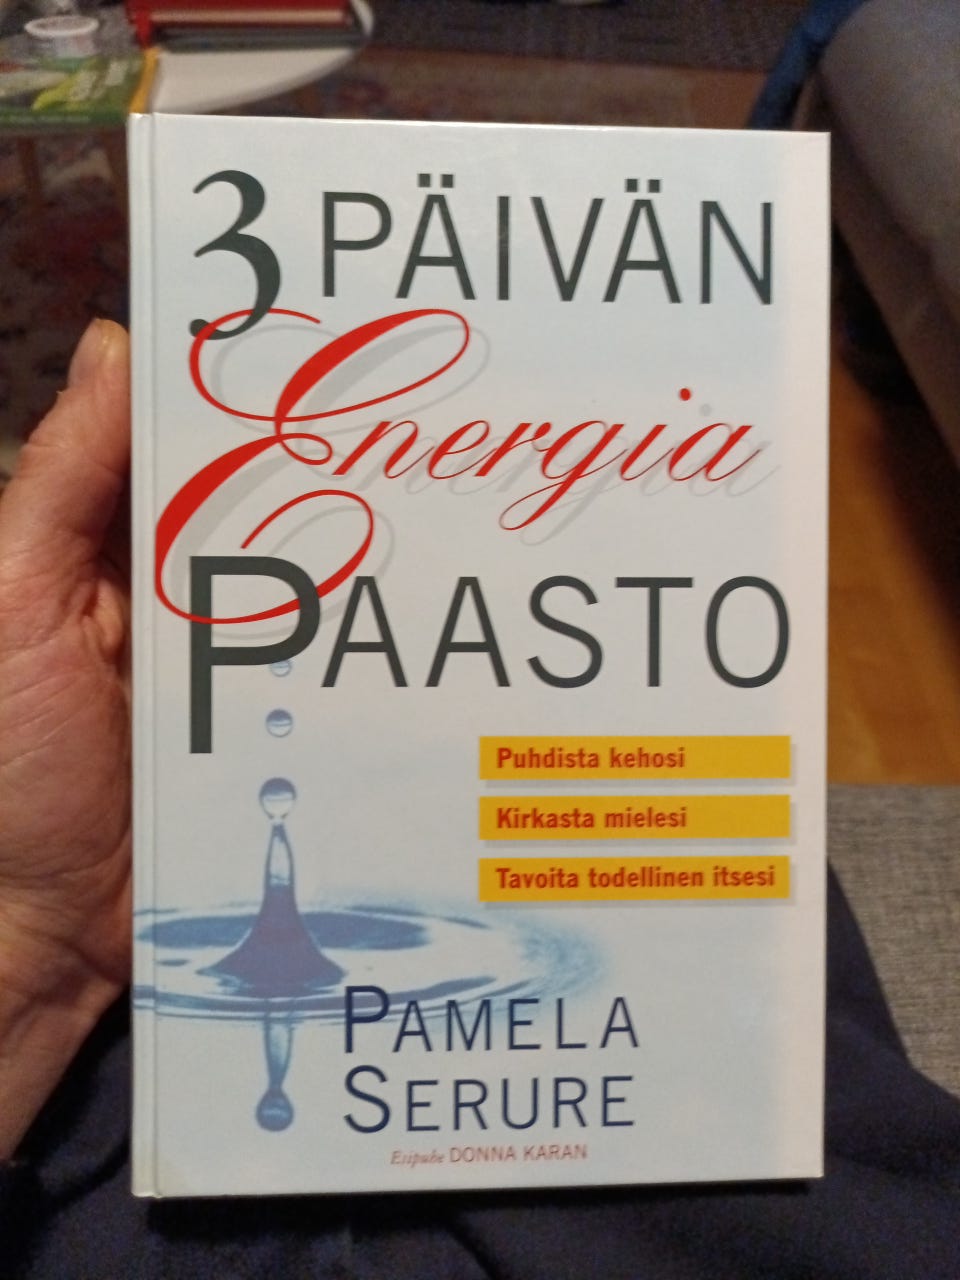 3 PÄIVÄN
Energia
PAASTO
Puhdista kehosi
Kirkasta mielesi
Tavoita todellinen itsesi
PAMELA
SERURE
Esipuhe DONNA KARAN